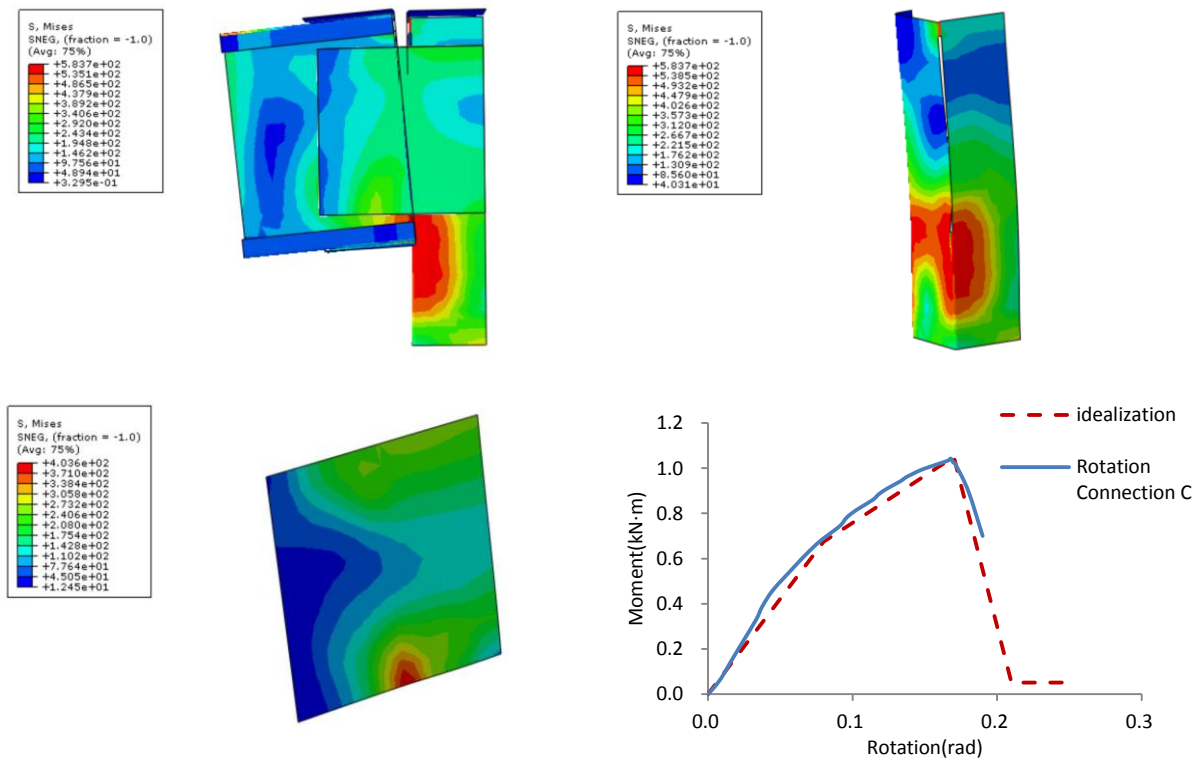 S, Mises
SNEG, (fraction = -1.0)
(Avg: 75%)
+5.837e+02
+5.351e+02
+4.865e+02
+4.379e+02
+3.892e+02
+3.406e+02
+2.920e+02
+2.434e+02
+1.948e+02
+1.462e+02
+9.756e+01
+4.894e+01
+3.295e-01
S, Mises
SNEG, (fraction = -1.0)
(Avg: 75%)
+5.837e+02
+5.385e+02
+4.932e+02
+4.479e+02
+4.026e+02
+3.573e+02
+3.120e+02
+2.667e+02
+2.215e+02
+1.762e+02
+1.309e+02
+8.560e+01
+4.031e+01
S, Mises
SNEG, (fraction = -1.0)
(Avg: 75%)
+4.036e+02
+3.710e+02
+3.384e+02
+3.058e+02
+2.732e+02
+2.406e+02
+2.080e+02
+1.754e+02
+1.428e+02
+1.102e+02
+7.764e+01
+4.505e+01
+1.245e+01
idealization
Rotation
Connection C
Moment(kN·m)
1.2
1.0
0.8
0.6
0.4
0.2
0.0
0.0
0.1
0.2
0.3
Rotation(rad)